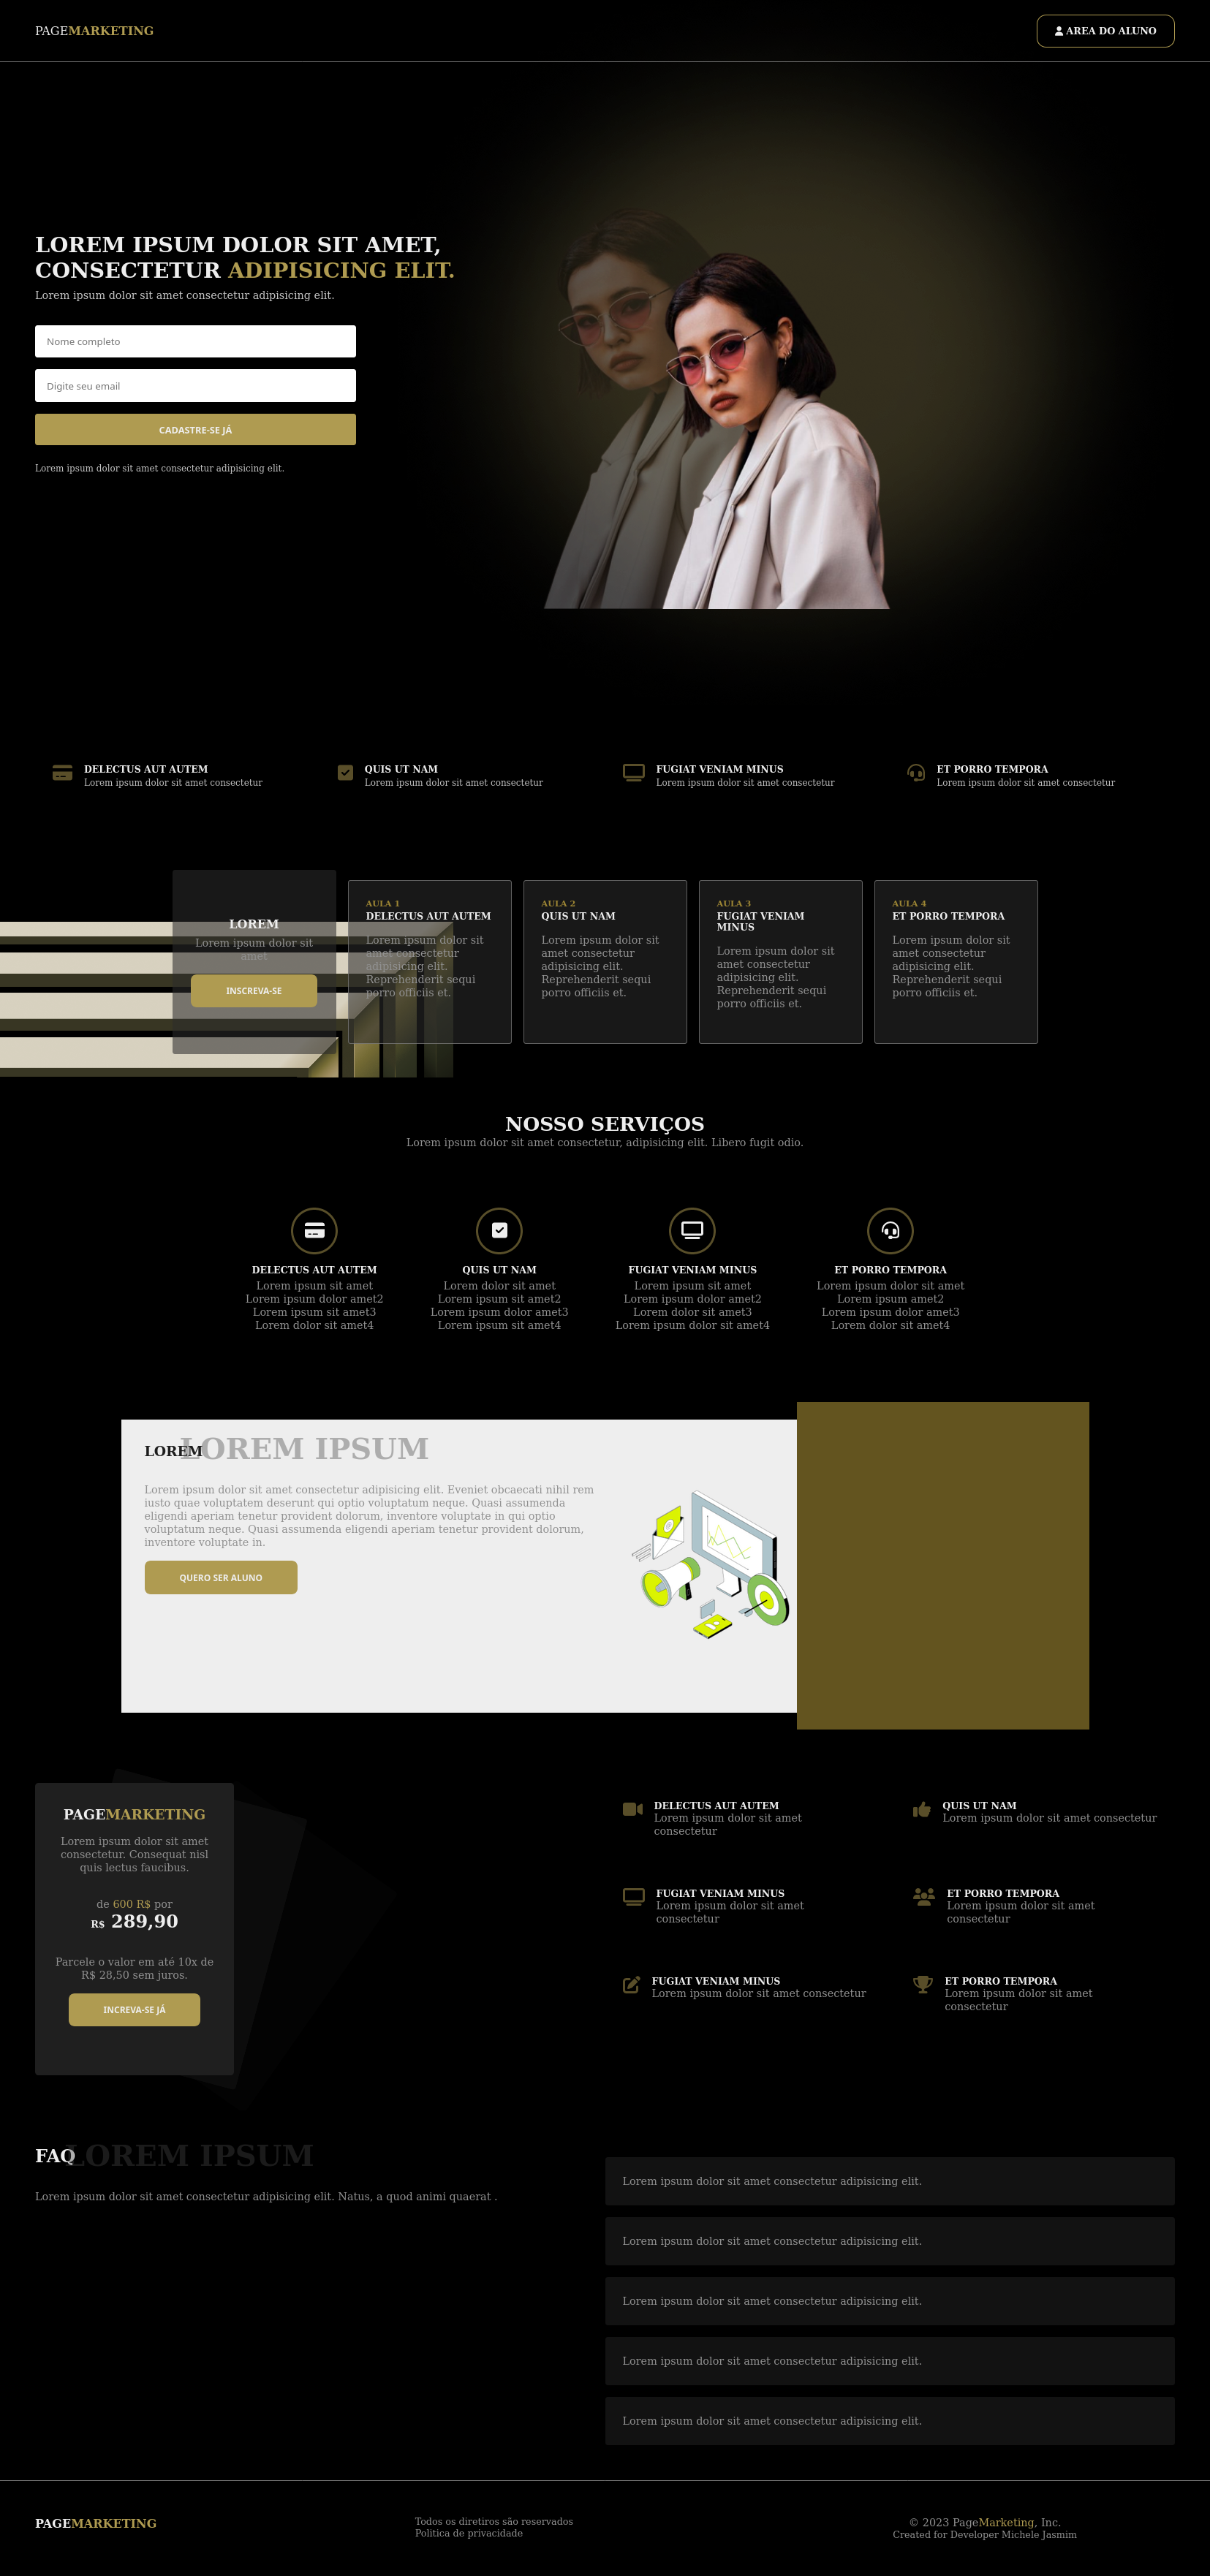 PAGEMARKETING
AREA DO ALUNO
LOREM IPSUM DOLOR SIT AMET,
CONSECTETUR ADIPISICING ELIT.
Lorem ipsum dolor sit amet consectetur adipisicing elit.
Nome completo
Digite seu email
CADASTRE-SE JÁ
Lorem ipsum dolor sit amet consectetur adipisicing elit.
DELECTUS AUT AUTEM
Lorem ipsum dolor sit amet consectetur
QUIS UT NAM
Lorem ipsum dolor sit amet consectetur
FUGIAT VENIAM MINUS
Lorem ipsum dolor sit amet consectetur
ET PORRO TEMPORA
Lorem ipsum dolor sit amet consectetur
LOREM
Lorem ipsum dolor sit
amet
INSCREVA-SE
AULA 1
DELECTUS AUT AUTEM
Lorem ipsum dolor sit
amet consectetur
adipisicing elit.
Reprehenderit sequi
porro officiis et.
AULA 2
QUIS UT NAM
Lorem ipsum dolor sit
amet consectetur
adipisicing elit.
Reprehenderit sequi
porro officiis et.
AULA 3
FUGIAT VENIAM
MINUS
Lorem ipsum dolor sit
amet consectetur
adipisicing elit.
Reprehenderit sequi
porro officiis et.
AULA 4
ET PORRO TEMPORA
Lorem ipsum dolor sit
amet consectetur
adipisicing elit.
Reprehenderit sequi
porro officiis et.
NOSSO SERVIÇOS
Lorem ipsum dolor sit amet consectetur, adipisicing elit. Libero fugit odio.
DELECTUS AUT AUTEM
Lorem ipsum sit amet
Lorem ipsum dolor amet2
Lorem ipsum sit amet3
Lorem dolor sit amet4
QUIS UT NAM
Lorem dolor sit amet
Lorem ipsum sit amet2
Lorem ipsum dolor amet3
Lorem ipsum sit amet4
FUGIAT VENIAM MINUS
Lorem ipsum sit amet
Lorem ipsum dolor amet2
Lorem dolor sit amet3
Lorem ipsum dolor sit amet4
ET PORRO TEMPORA
Lorem ipsum dolor sit amet
Lorem ipsum amet2
Lorem ipsum dolor amet3
Lorem dolor sit amet4
LOREM
LOREM IPSUM
Lorem ipsum dolor sit amet consectetur adipisicing elit. Eveniet obcaecati nihil rem
iusto quae voluptatem deserunt qui optio voluptatum neque. Quasi assumenda
eligendi aperiam tenetur provident dolorum, inventore voluptate in qui optio
voluptatum neque. Quasi assumenda eligendi aperiam tenetur provident dolorum,
inventore voluptate in.
QUERO SER ALUNO
PAGEMARKETING
Lorem ipsum dolor sit amet
consectetur. Consequat nisl
quis lectus faucibus.
de 600 R$ por
R$ 289,90
Parcele o valor em até 10x de
R$ 28,50 sem juros.
INCREVA-SE JÁ
DELECTUS AUT AUTEM
Lorem ipsum dolor sit amet
consectetur
QUIS UT NAM
Lorem ipsum dolor sit amet consectetur
FUGIAT VENIAM MINUS
Lorem ipsum dolor sit amet
consectetur
ET PORRO TEMPORA
Lorem ipsum dolor sit amet
consectetur
FUGIAT VENIAM MINUS
Lorem ipsum dolor sit amet consectetur
ET PORRO TEMPORA
Lorem ipsum dolor sit amet
consectetur
FAQ
LOREM IPSUM
Lorem ipsum dolor sit amet consectetur adipisicing elit. Natus, a quod animi quaerat .
Lorem ipsum dolor sit amet consectetur adipisicing elit.
Lorem ipsum dolor sit amet consectetur adipisicing elit.
Lorem ipsum dolor sit amet consectetur adipisicing elit.
Lorem ipsum dolor sit amet consectetur adipisicing elit.
Lorem ipsum dolor sit amet consectetur adipisicing elit.
PAGEMARKETING
Todos os diretiros são reservados
Politica de privacidade
© 2023 PageMarketing, Inc.
Created for Developer Michele Jasmim